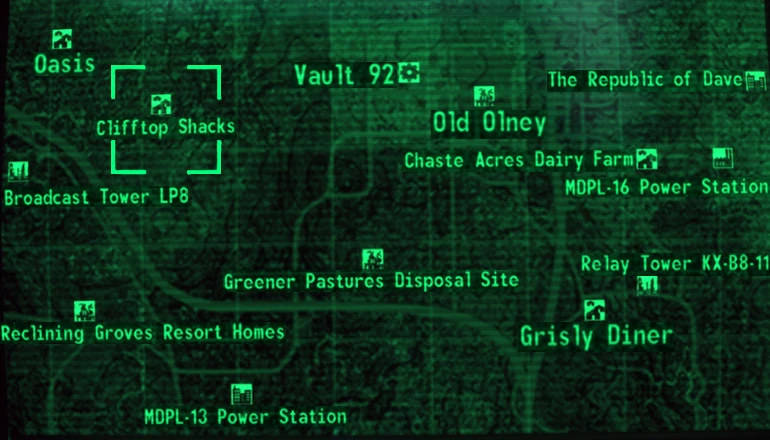 Oasis
Vault 92
The Republic of Dave
Clifftop Shacks
Old Olney
Chaste Acres Dairy Farm
MDPL-16 Power Station
Broadcast Tower LP8
Relay Tower KX-B8-11
Greener Pastures Disposal Site
Reclining Groves Resort Homes
Grisly Diner
MDPL-13 Power Station